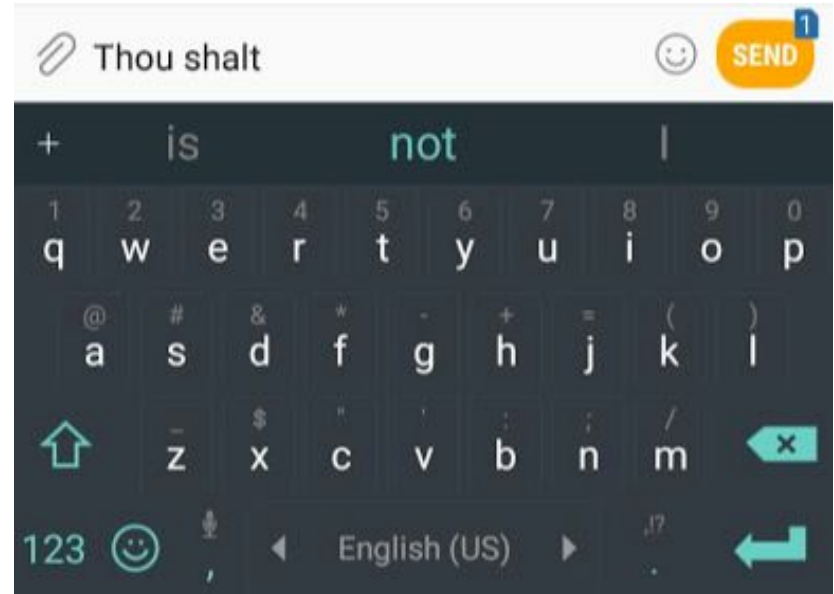 Thou shalt SEND 1
+ is not I
1 2 3 4 5 6 7 8 9 0
q w e r t y u i o p
@ # & * - + = ( )
a s d f g h j k l
_ $ " ' : ; /
z x c v b n m
123 , English (US) ,!? .